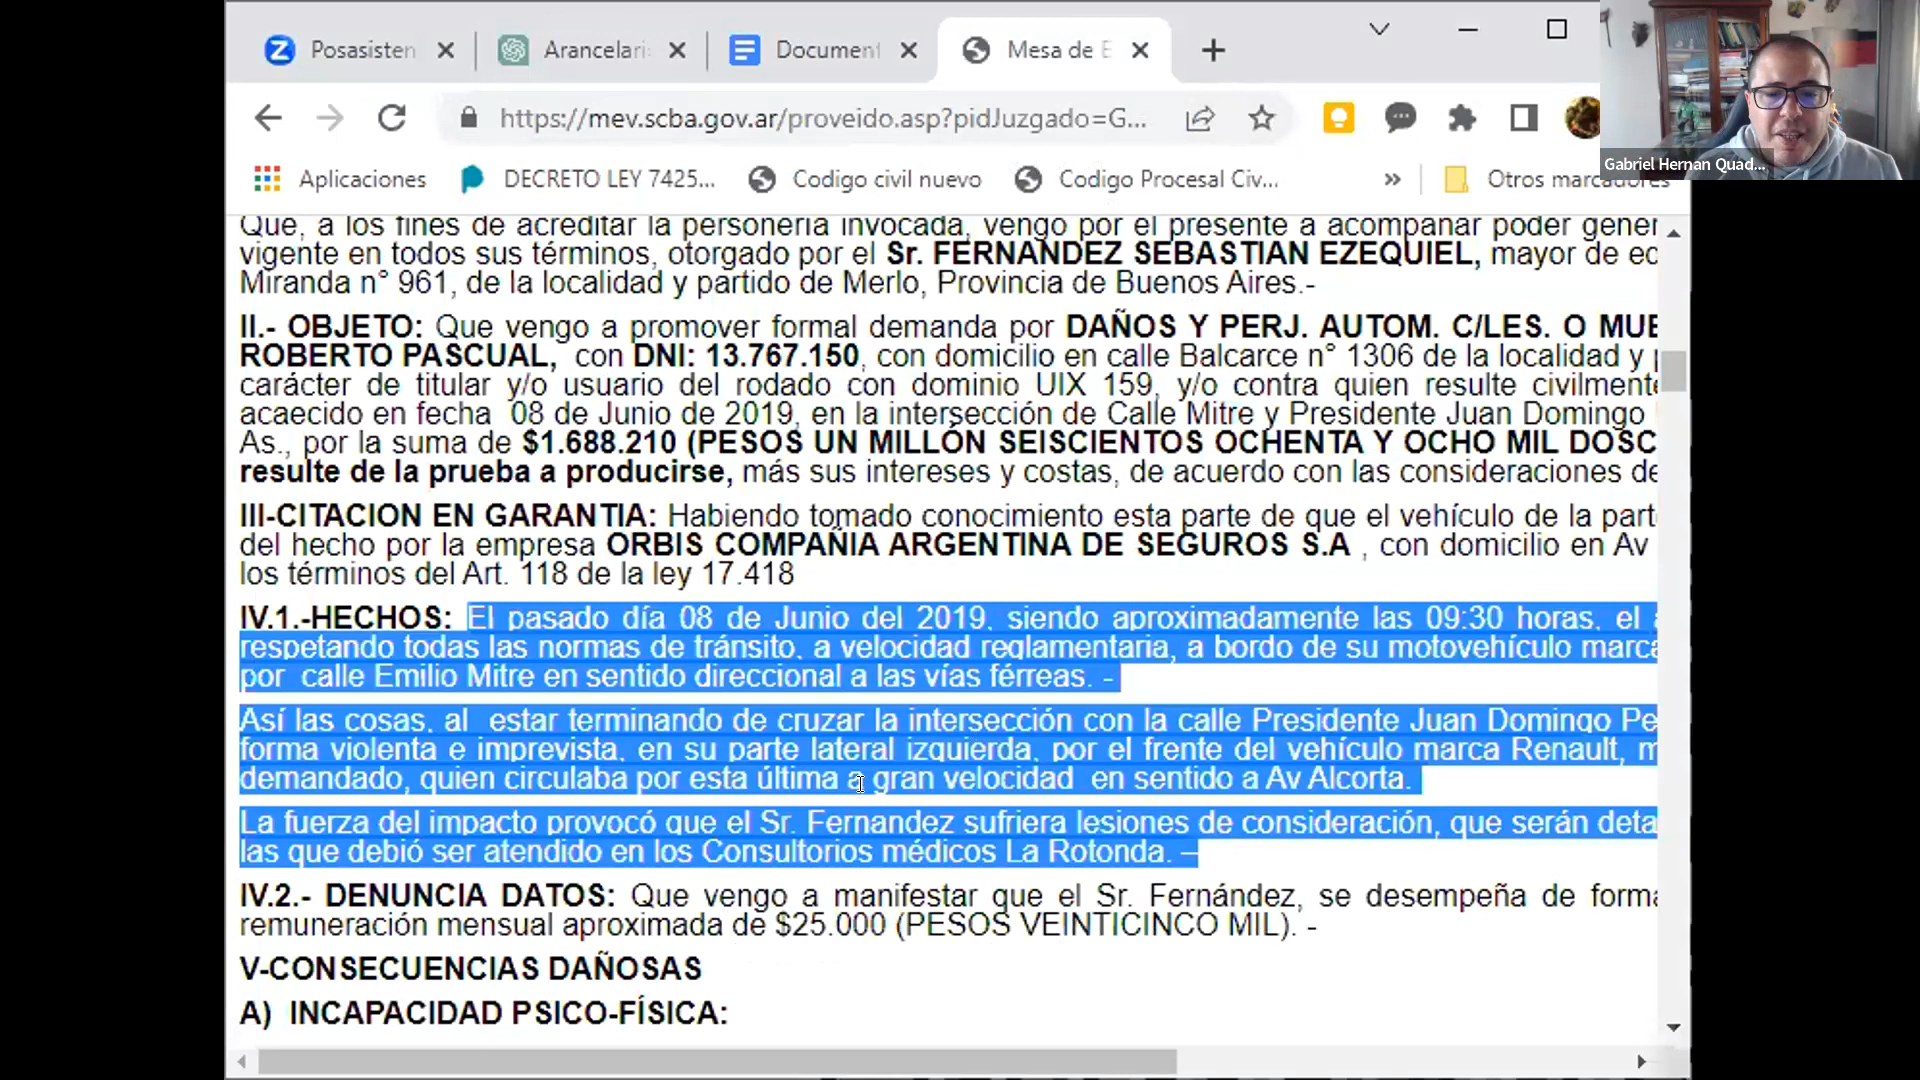 Posasisten
Arancelari
Document
Mesa de E
https://mev.scba.gov.ar/proveido.asp?pidJuzgado=G...
Gabriel Hernan Quad...
Aplicaciones
DECRETO LEY 7425...
Codigo civil nuevo
Codigo Procesal Civ...
»
Otros marcadores
Que, a los fines de acreditar la personería invocada, vengo por el presente a acompañar poder gener
vigente en todos sus términos, otorgado por el Sr. FERNANDEZ SEBASTIAN EZEQUIEL, mayor de ed
Miranda n° 961, de la localidad y partido de Merlo, Provincia de Buenos Aires.-
II.- OBJETO: Que vengo a promover formal demanda por DAÑOS Y PERJ. AUTOM. C/LES. O MUE
ROBERTO PASCUAL, con DNI: 13.767.150, con domicilio en calle Balcarce n° 1306 de la localidad y p
carácter de titular y/o usuario del rodado con dominio UIX 159, y/o contra quien resulte civilmente
acaecido en fecha 08 de Junio de 2019, en la intersección de Calle Mitre y Presidente Juan Domingo
As., por la suma de $1.688.210 (PESOS UN MILLÓN SEISCIENTOS OCHENTA Y OCHO MIL DOSC
resulte de la prueba a producirse, más sus intereses y costas, de acuerdo con las consideraciones de
III-CITACION EN GARANTIA: Habiendo tomado conocimiento esta parte de que el vehículo de la part
del hecho por la empresa ORBIS COMPAÑIA ARGENTINA DE SEGUROS S.A , con domicilio en Av
los términos del Art. 118 de la ley 17.418
IV.1.-HECHOS: El pasado día 08 de Junio del 2019, siendo aproximadamente las 09:30 horas, el a
respetando todas las normas de tránsito, a velocidad reglamentaria, a bordo de su motovehículo marca
por calle Emilio Mitre en sentido direccional a las vías férreas. -
Así las cosas, al estar terminando de cruzar la intersección con la calle Presidente Juan Domingo Pe
forma violenta e imprevista, en su parte lateral izquierda, por el frente del vehículo marca Renault, m
demandado, quien circulaba por esta última a gran velocidad en sentido a Av Alcorta.
La fuerza del impacto provocó que el Sr. Fernandez sufriera lesiones de consideración, que serán deta
las que debió ser atendido en los Consultorios médicos La Rotonda. –
IV.2.- DENUNCIA DATOS: Que vengo a manifestar que el Sr. Fernández, se desempeña de forma
remuneración mensual aproximada de $25.000 (PESOS VEINTICINCO MIL). -
V-CONSECUENCIAS DAÑOSAS
A) INCAPACIDAD PSICO-FÍSICA: